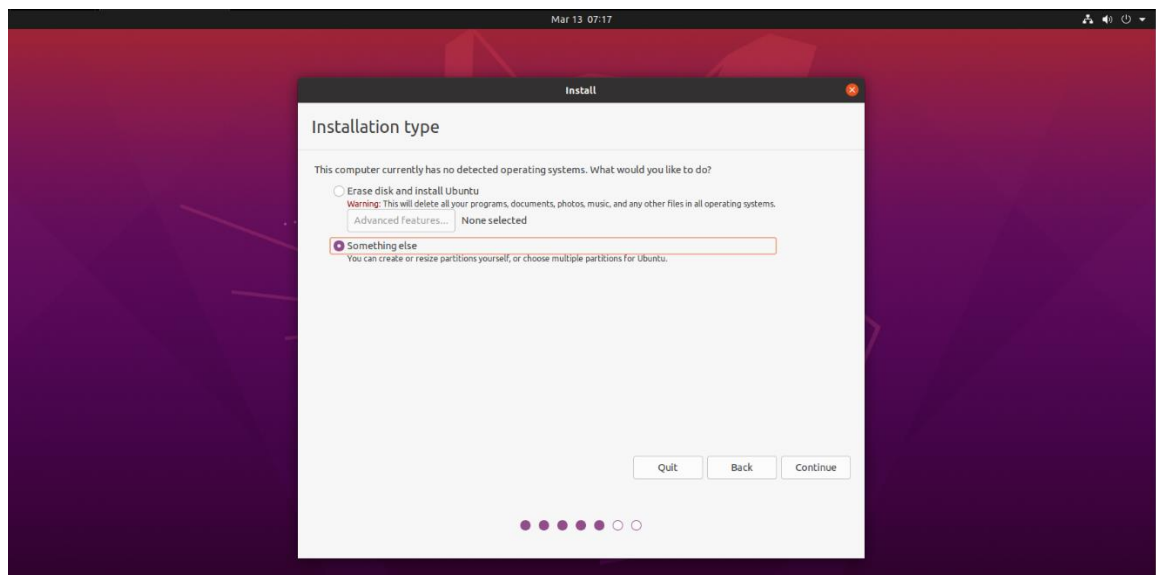 Mar 13 07:17
Install
Installation type
This computer currently has no detected operating systems. What would you like to do?
Erase disk and install Ubuntu
Warning: This will delete all your programs, documents, photos, music, and any other files in all operating systems.
Advanced features... None selected
Something else
You can create or resize partitions yourself, or choose multiple partitions for Ubuntu.
Quit Back Continue